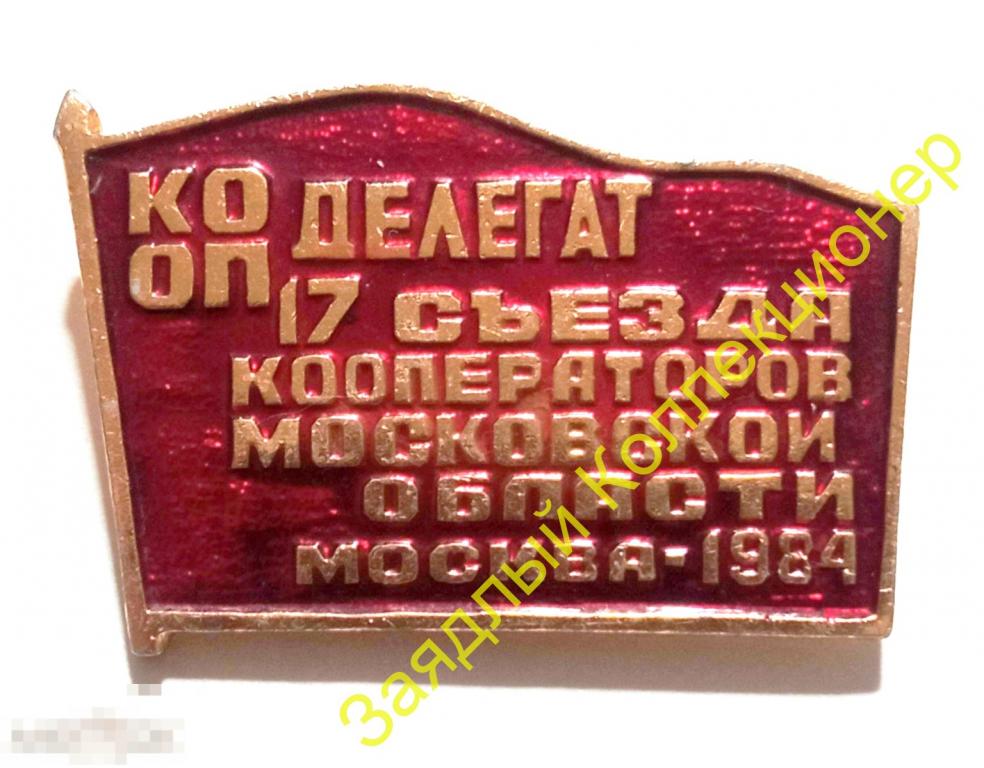 КО
ОП
ДЕЛЕГАТ
17 СЪЕЗДА
КООПЕРАТОРОВ
МОСКОВСКОЙ
ОБЛАСТИ
МОСКВА-1984
Заядлый Коллекционер